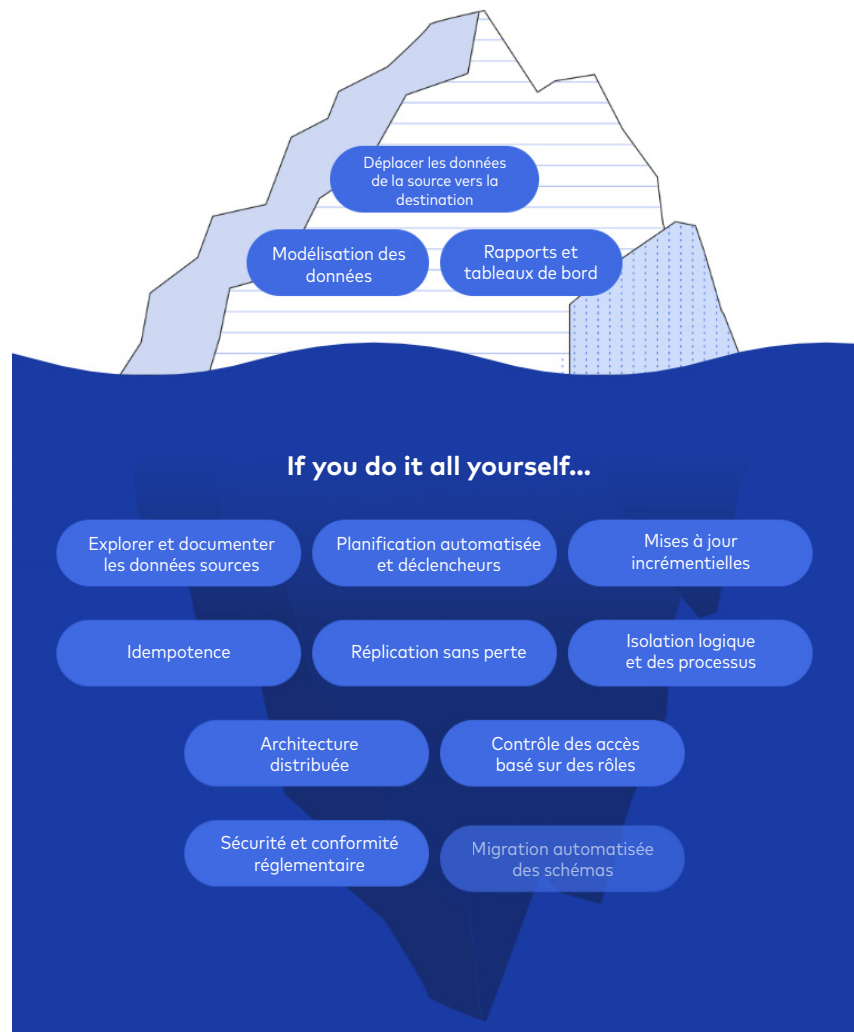 Déplacer les données
de la source vers la
destination
Modélisation des
données
Rapports et
tableaux de bord
If you do it all yourself...
Explorer et documenter
les données sources
Planification automatisée
et déclencheurs
Mises à jour
incrémentielles
Idempotence
Réplication sans perte
Isolation logique
et des processus
Architecture
distribuée
Contrôle des accès
basé sur des rôles
Sécurité et conformité
réglementaire
Migration automatisée
des schémas